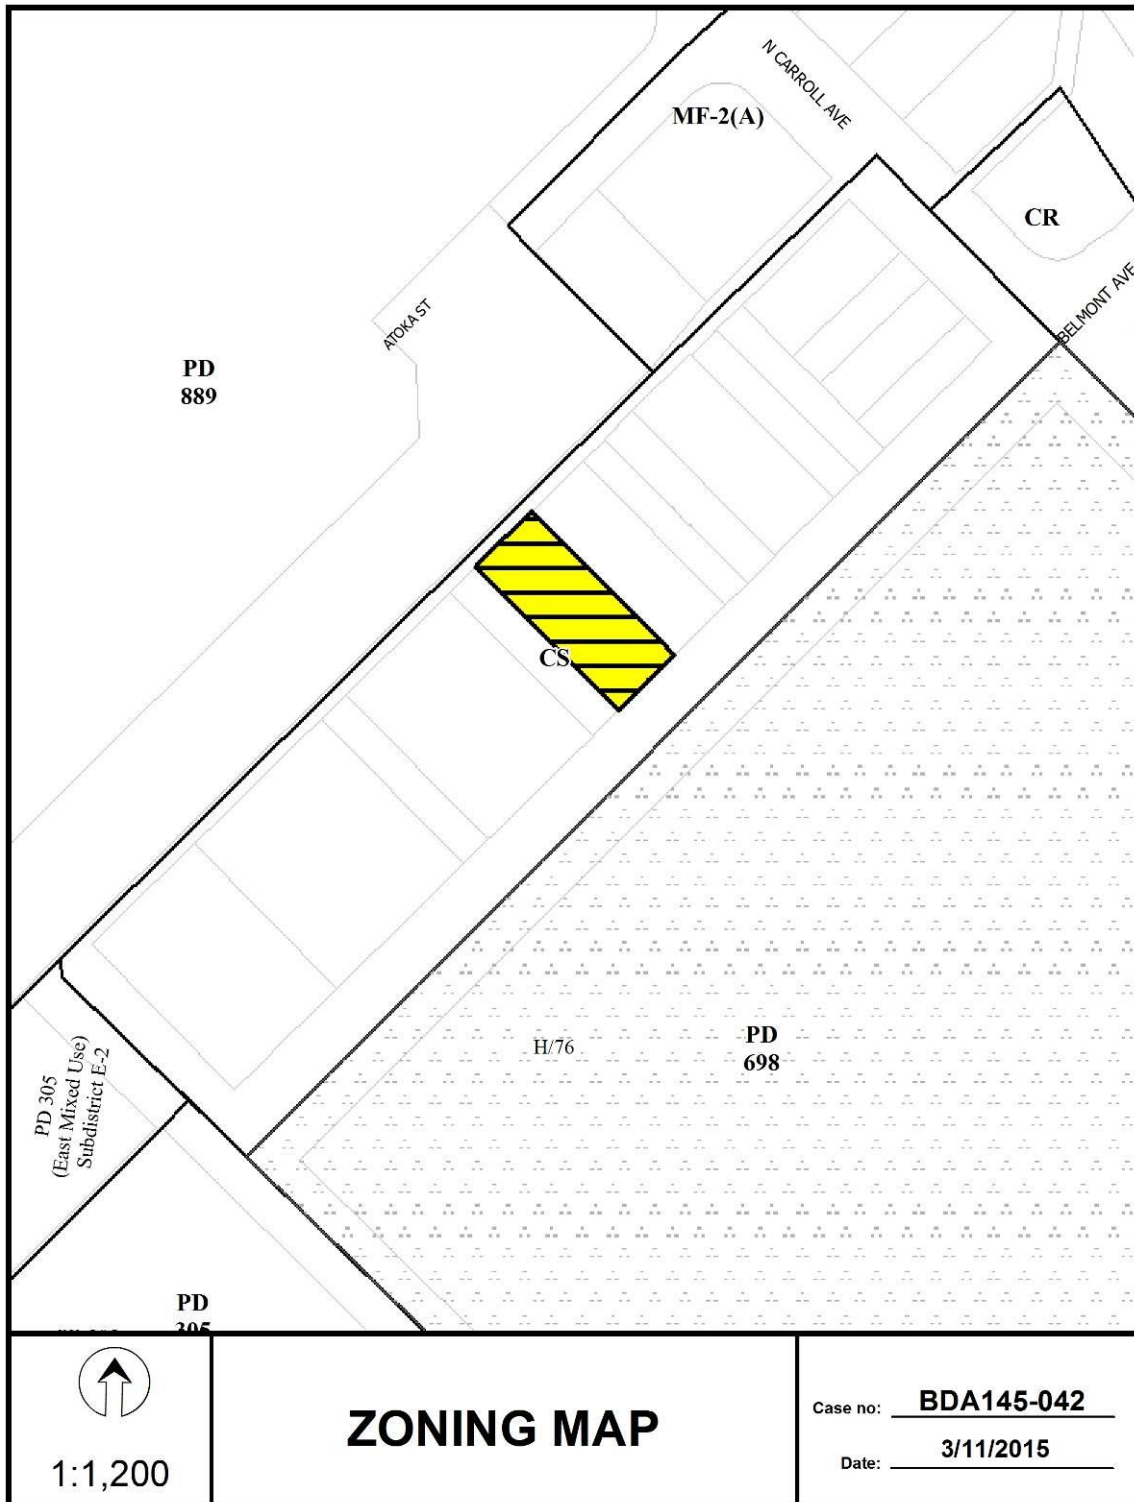 N CARROLL AVE
MF-2(A)
CR
BELMONT AVE
ATOKA ST
PD
889
CS
H/76
PD
698
PD 305
(East Mixed Use)
Subdistrict E-2
PD
305
1:1,200
ZONING MAP
Case no: BDA145-042
Date: 3/11/2015